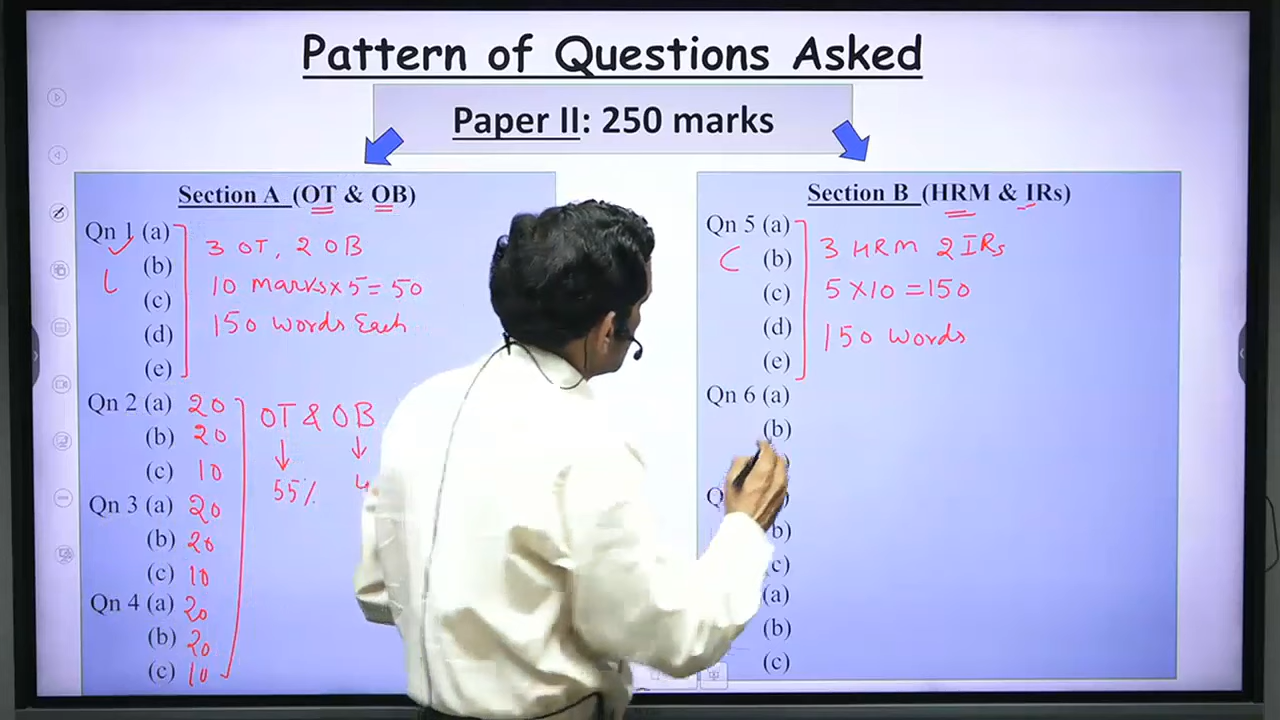 Pattern of Questions Asked
Paper II: 250 marks
Section A (OT & OB)
Qn 1 (a)
(b)
(c)
(d)
(e)
3 OT, 2 OB
10 marks x 5 = 50
150 words Each
Qn 2 (a) 20
(b) 20
(c) 10
Qn 3 (a) 20
(b) 20
(c) 10
Qn 4 (a) 20
(b) 20
(c) 10
OT & OB
55%
Section B (HRM & IRs)
Qn 5 (a)
(b)
(c)
(d)
(e)
3 HRM 2 IRs
5 X 10 = 150
150 words
Qn 6 (a)
(b)
(c)
(a)
(b)
(c)